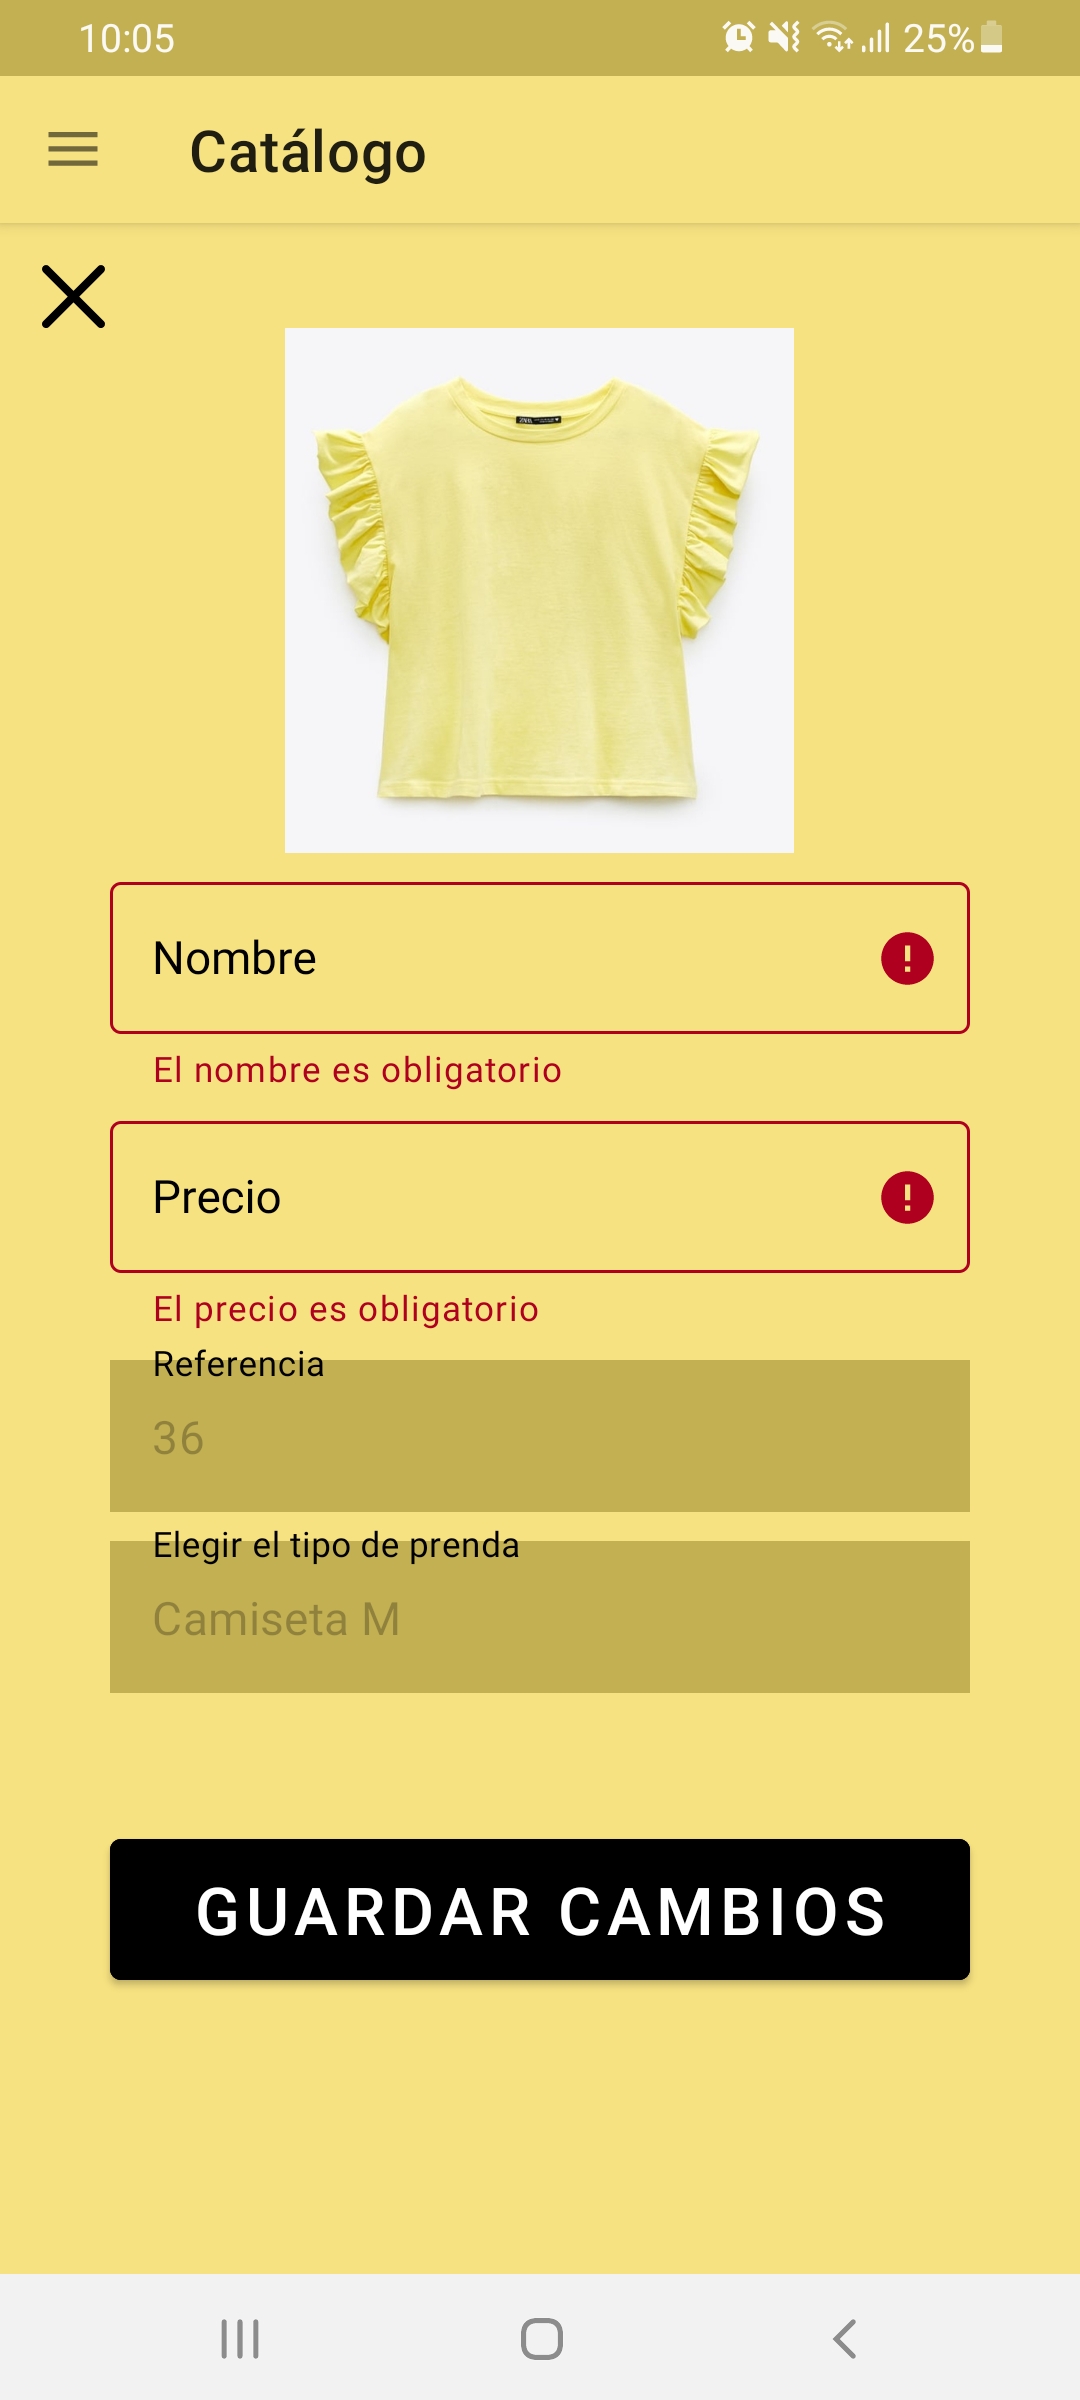 10:05 25%
Catálogo
Nombre
El nombre es obligatorio
Precio
El precio es obligatorio
Referencia
36
Elegir el tipo de prenda
Camiseta M
GUARDAR CAMBIOS